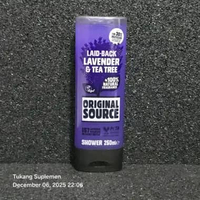 LAID-BACK
LAVENDER
& TEA TREE
100%
NATURAL
FRAGRANCE
ORIGINAL
SOURCE
SHOWER 250ml
Tukang Suplemen
December 06, 2025 22:06